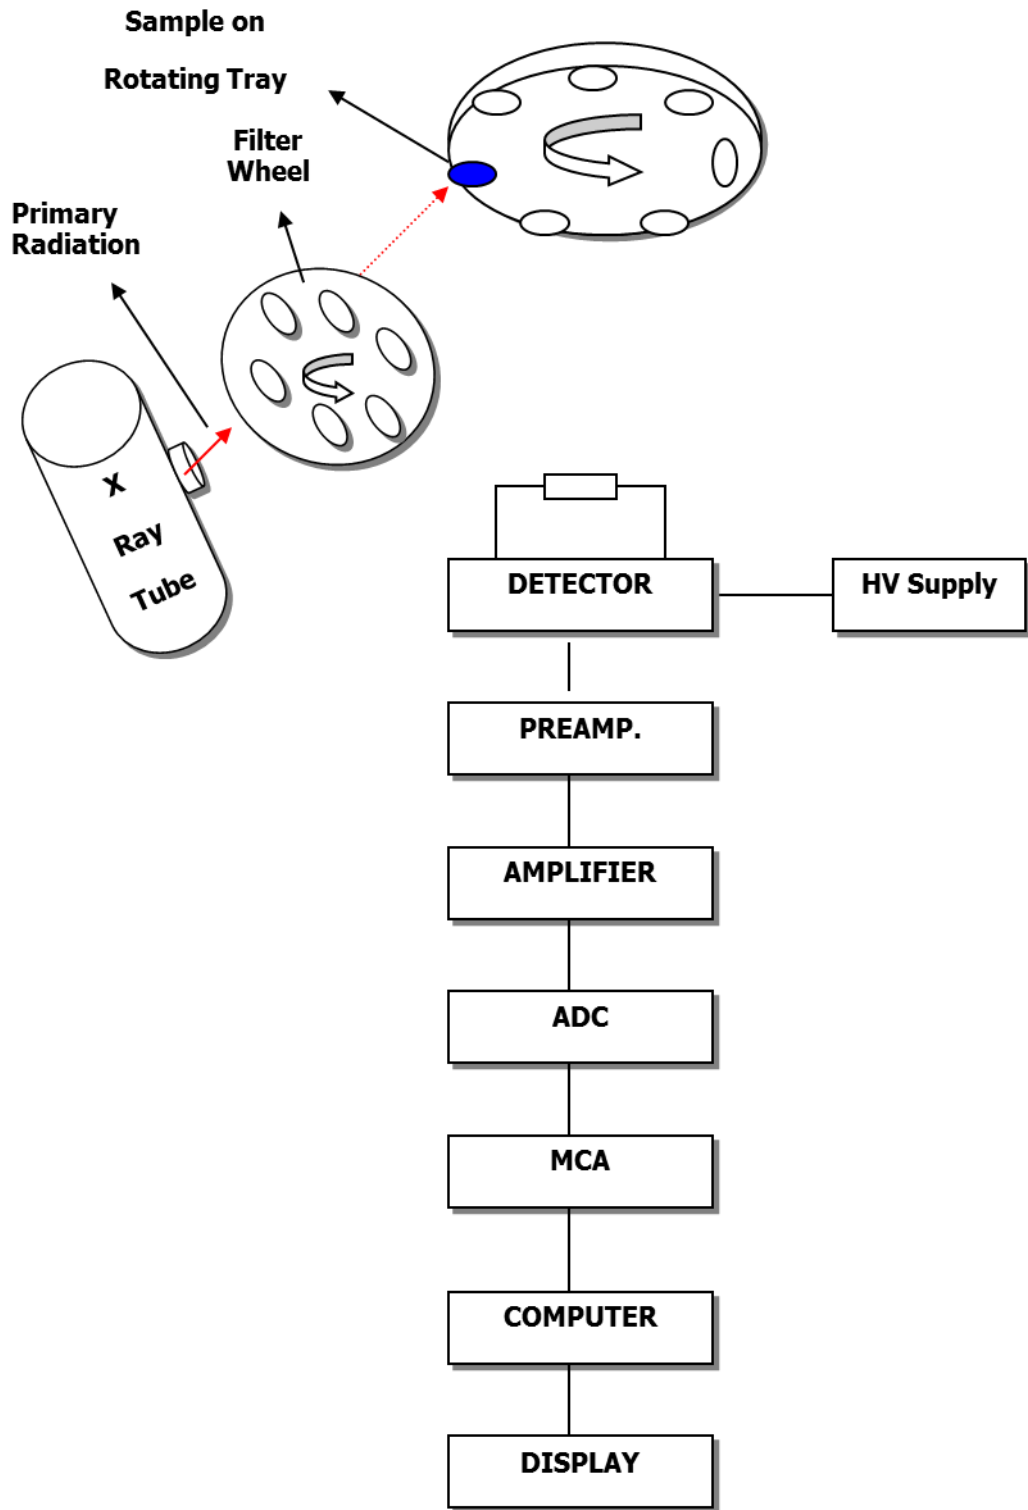 Sample on
Rotating Tray
Filter
Wheel
Primary
Radiation
X
Ray
Tube
DETECTOR
HV Supply
PREAMP.
AMPLIFIER
ADC
MCA
COMPUTER
DISPLAY